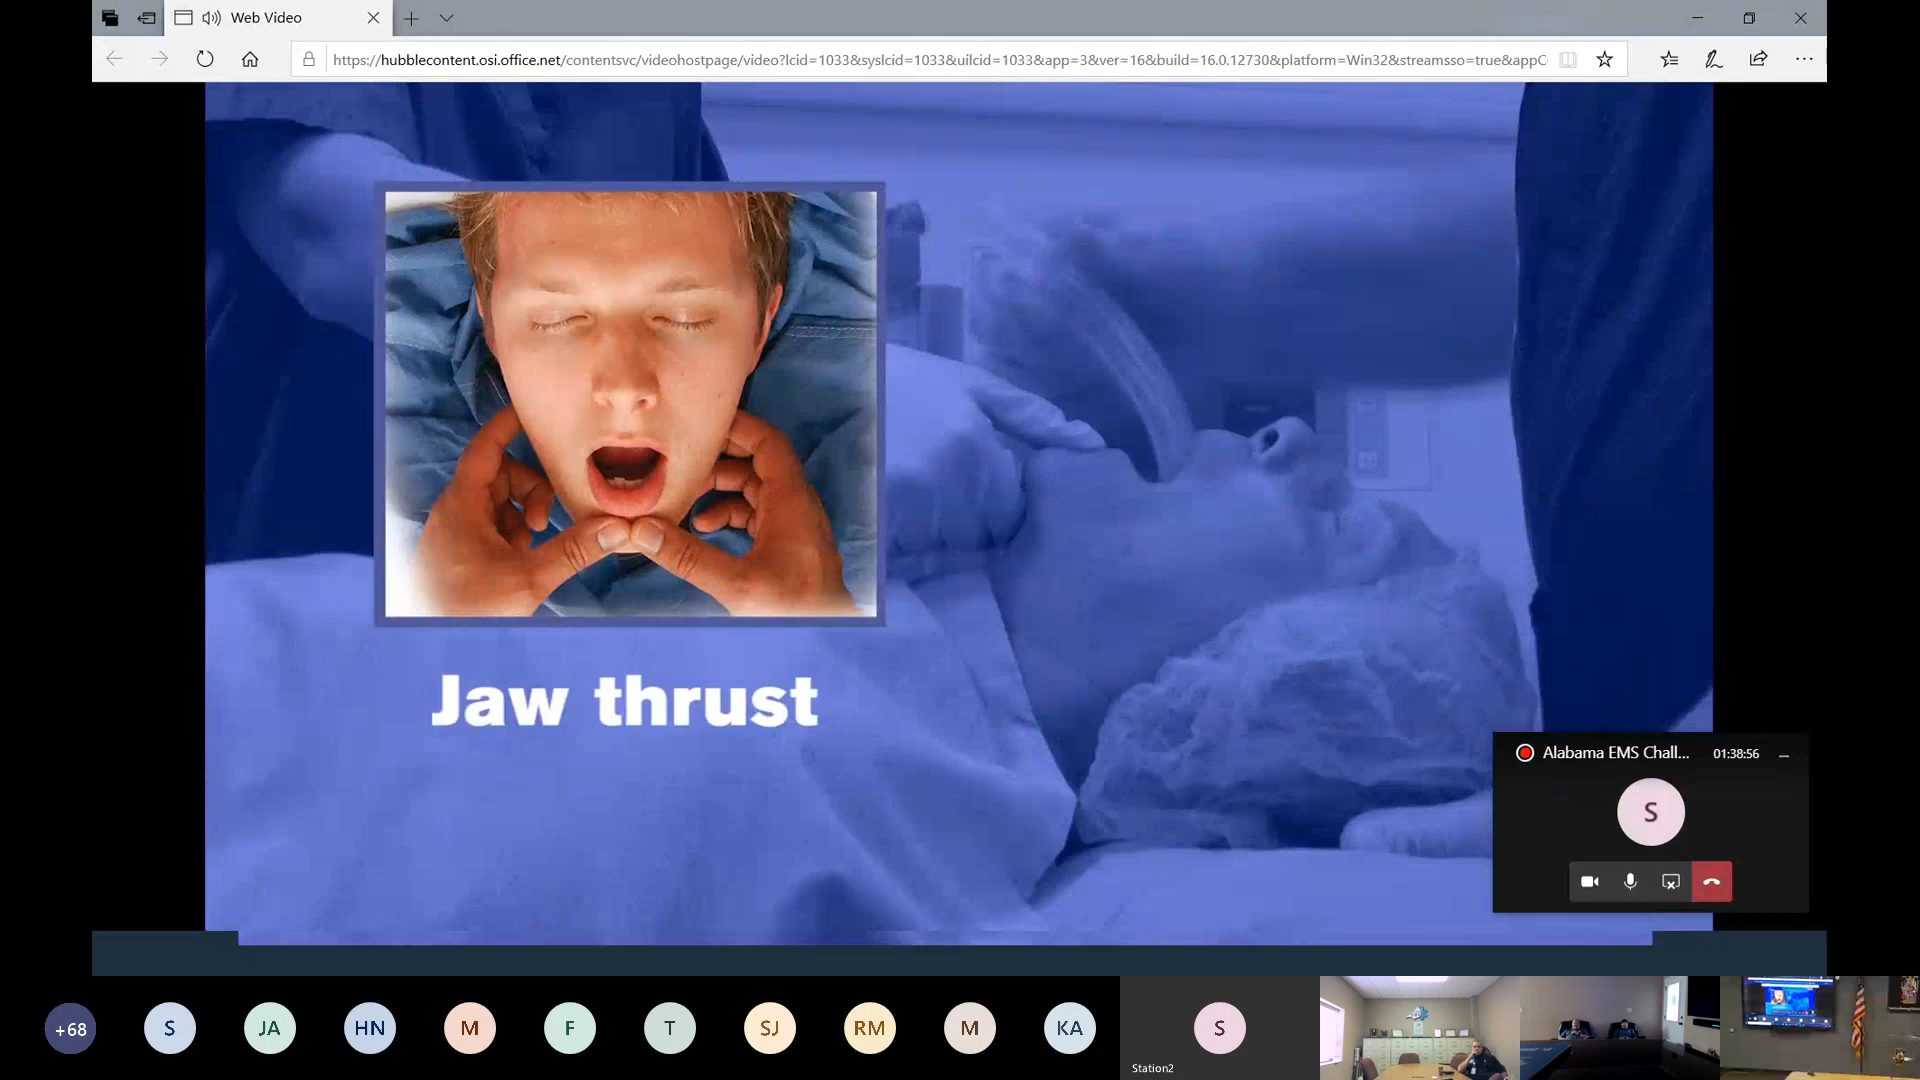 Web Video
https://hubblecontent.osi.office.net/contentsvc/videohostpage/video?lcid=1033&syslcid=1033&uilcid=1033&app=3&ver=16&build=16.0.12730&platform=Win32&streamsso=true&appC
Jaw thrust
Alabama EMS Chall... 01:38:56
S
+68 S JA HN M F T SJ RM M KA S
Station2